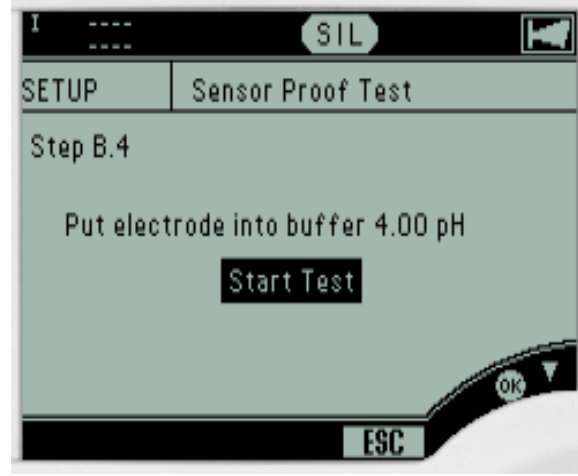 I ----
----
SIL
SETUP
Sensor Proof Test
Step B.4
Put electrode into buffer 4.00 pH
Start Test
OK
ESC